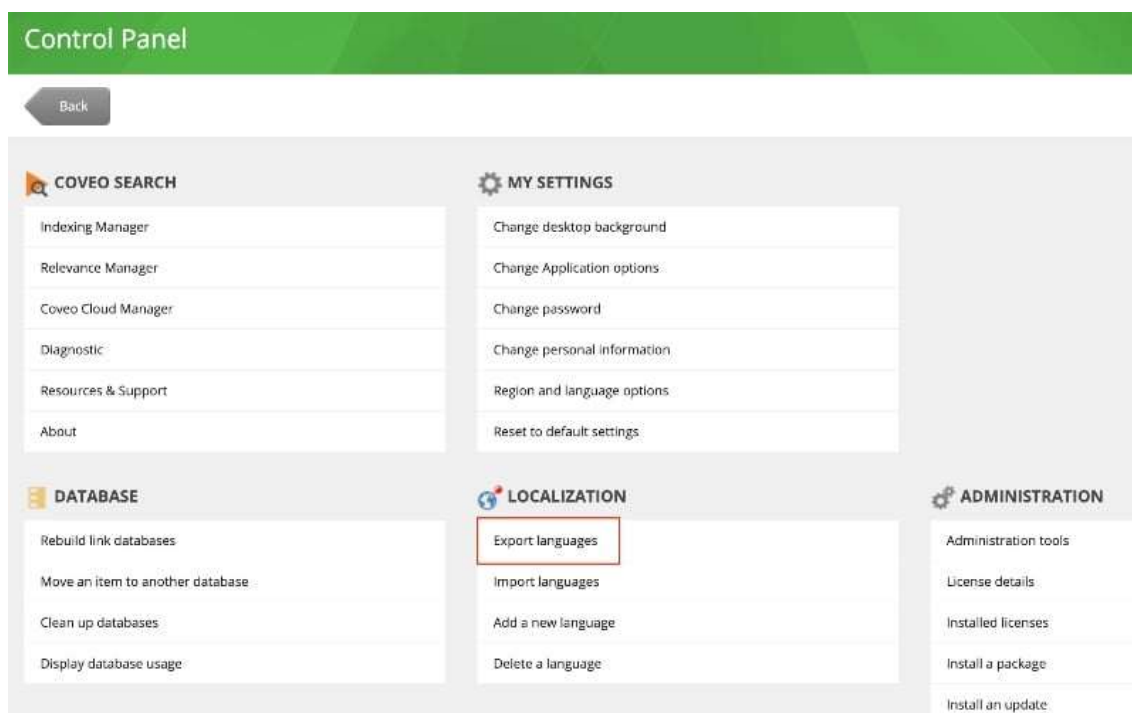 Control Panel
Back
COVEO SEARCH
Indexing Manager
Relevance Manager
Coveo Cloud Manager
Diagnostic
Resources & Support
About
MY SETTINGS
Change desktop background
Change Application options
Change password
Change personal information
Region and language options
Reset to default settings
DATABASE
Rebuild link databases
Move an item to another database
Clean up databases
Display database usage
LOCALIZATION
Export languages
Import languages
Add a new language
Delete a language
ADMINISTRATION
Administration tools
License details
Installed licenses
Install a package
Install an update